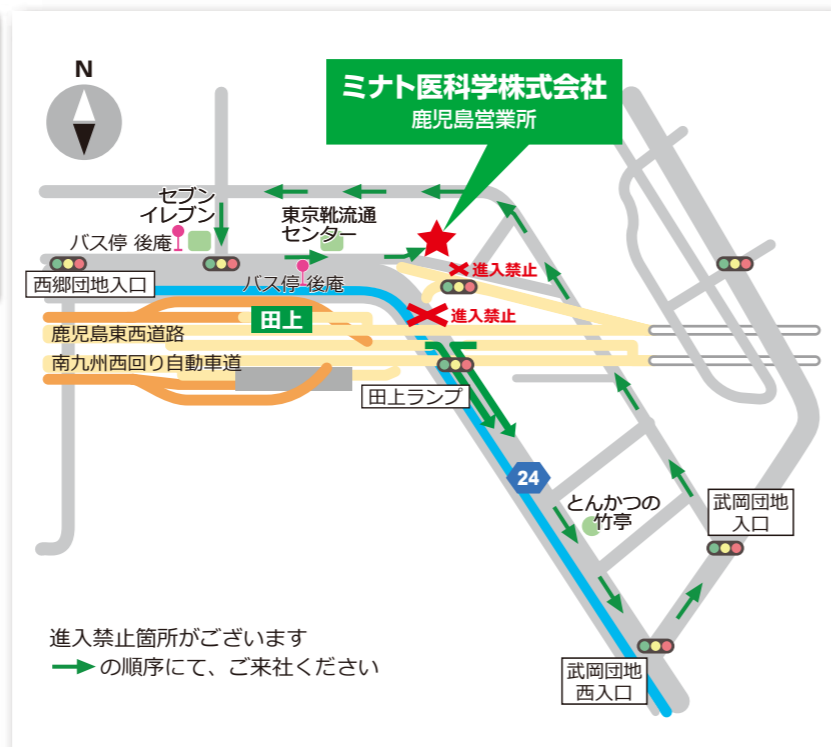 N
ミナト医科学株式会社
鹿児島営業所
セブン
イレブン
東京靴流通
センター
バス停 後庵
バス停 後庵
進入禁止
西郷団地入口
田上
進入禁止
鹿児島東西道路
南九州西回り自動車道
田上ランプ
24
とんかつの
竹亭
武岡団地
入口
武岡団地
西入口
進入禁止箇所がございます
の順序にて、ご来社ください